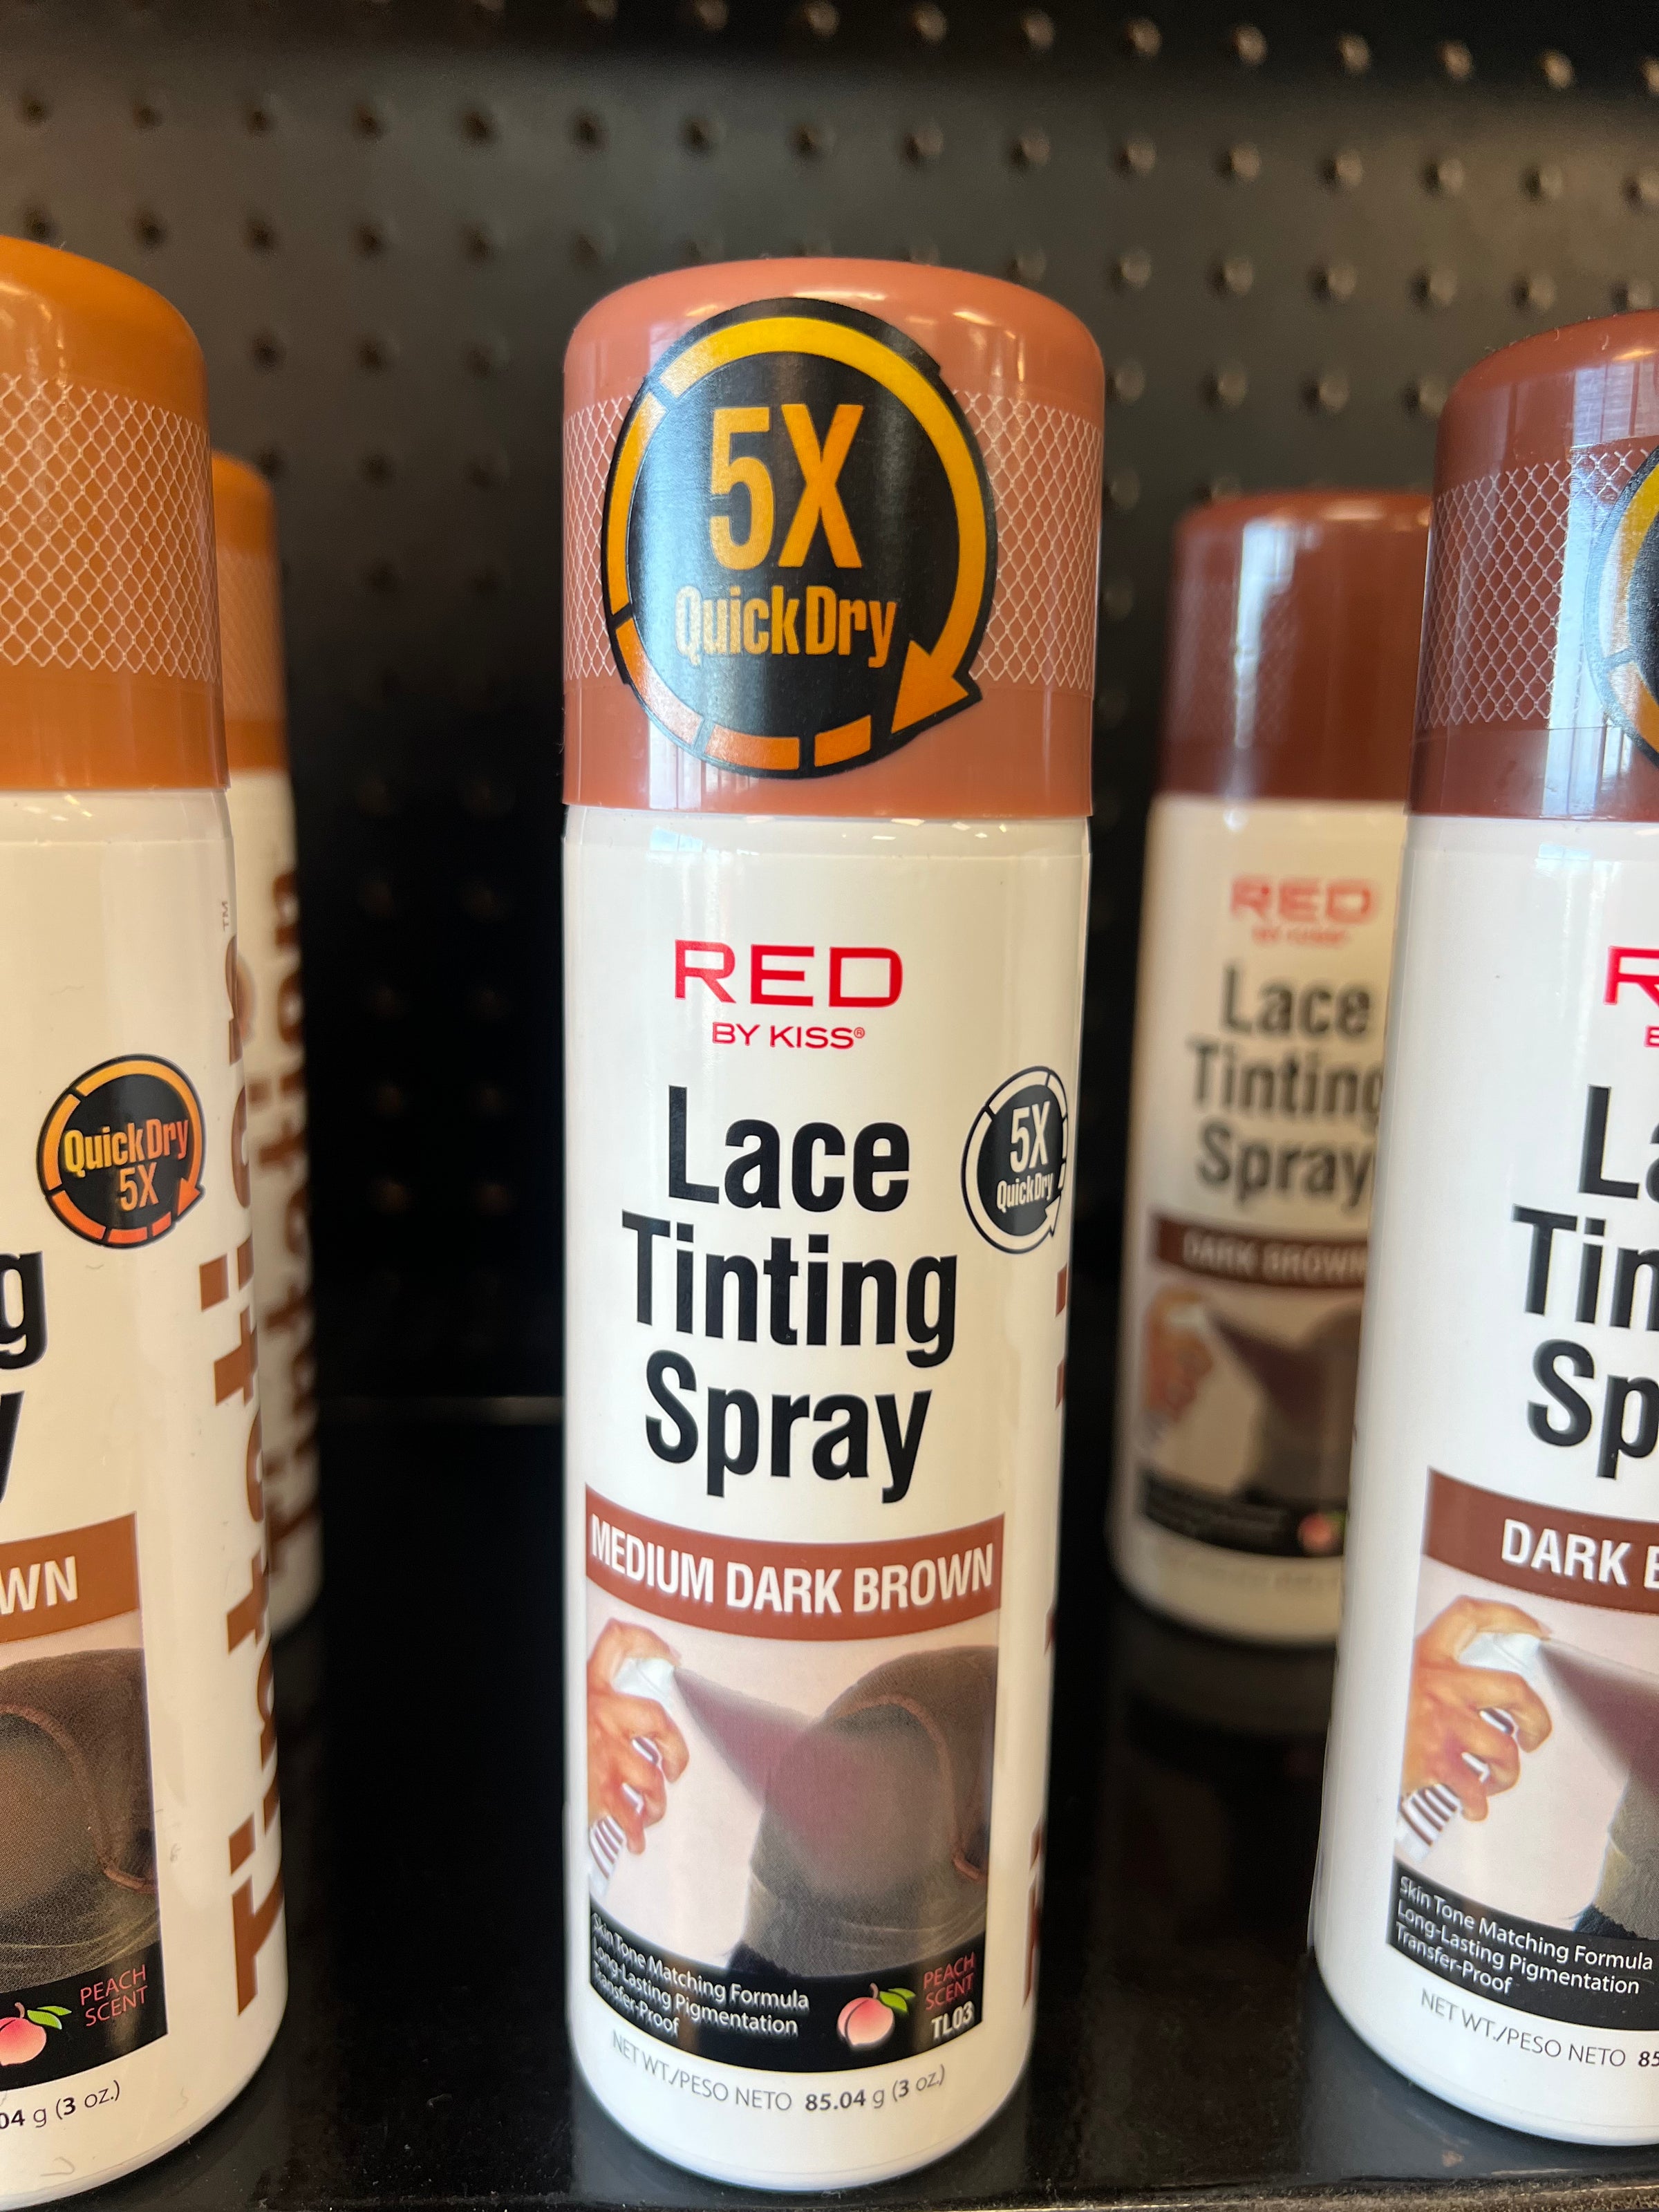 5X
QuickDry
RED
BY KISS®
Lace
Tinting
Spray
5X
QuickDry
MEDIUM DARK BROWN
Skin Tone Matching Formula
Long-Lasting Pigmentation
Transfer-Proof
PEACH
SCENT
TL03
NET WT./PESO NETO 85.04 g (3 oz.)
QuickDry
5X
TM
PEACH
SCENT
g (3 oz.)
RED
BY KISS
Lace
Tinting
Spray
DARK BROWN
DARK
Skin Tone Matching Formula
Long-Lasting Pigmentation
Transfer-Proof
NET WT./PESO NETO